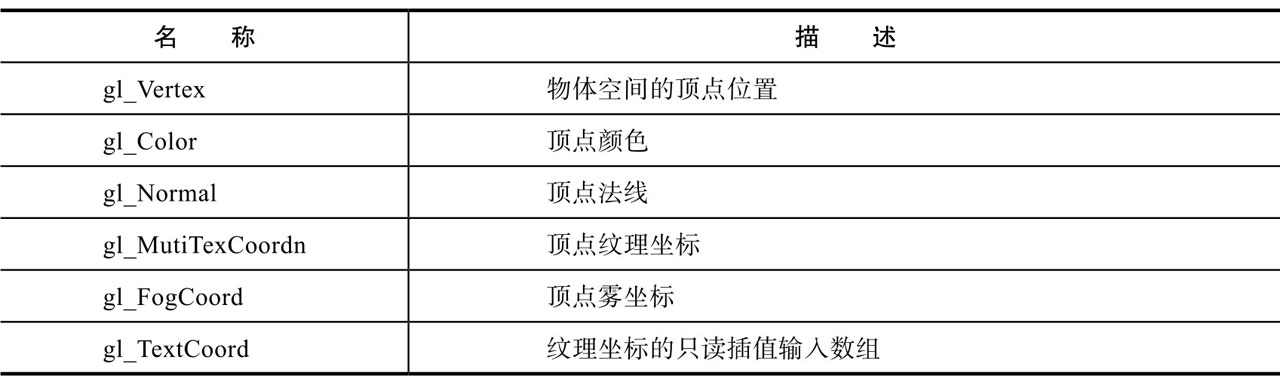 名 称 描 述
gl_Vertex 物体空间的顶点位置
gl_Color 顶点颜色
gl_Normal 顶点法线
gl_MutiTexCoordn 顶点纹理坐标
gl_FogCoord 顶点雾坐标
gl_TextCoord 纹理坐标的只读插值输入数组